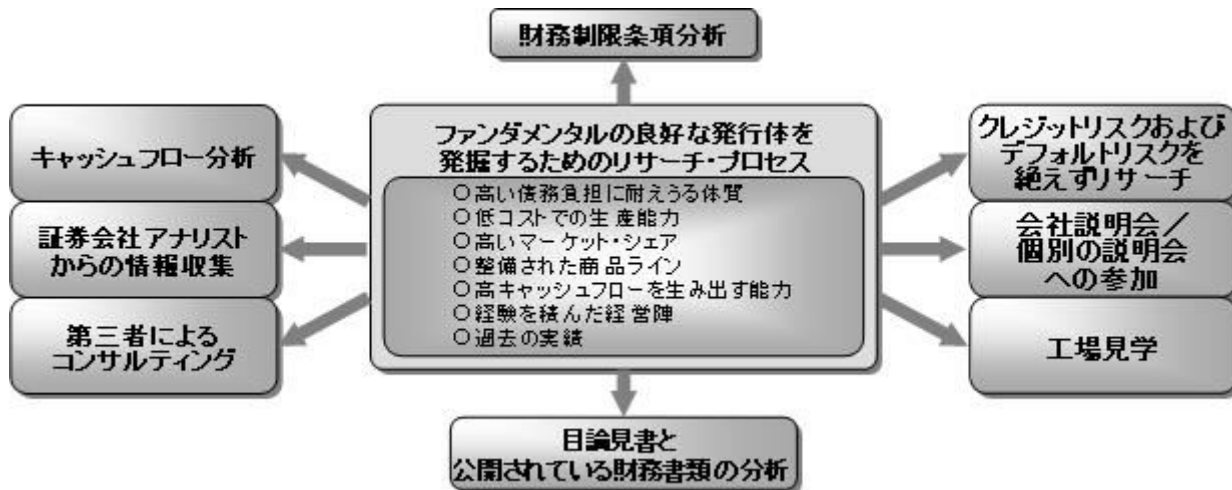 財務制限条項分析
キャッシュフロー分析
証券会社アナリスト
からの情報収集
第三者による
コンサルティング
ファンダメンタルの良好な発行体を
発掘するためのリサーチ・プロセス
○高い債務負担に耐えうる体質
○低コストでの生産能力
○高いマーケット・シェア
○整備された商品ライン
○高キャッシュフローを生み出す能力
○経験を積んだ経営陣
○過去の実績
クレジットリスクおよび
デフォルトリスクを
絶えずリサーチ
会社説明会／
個別の説明会
への参加
工場見学
目論見書と
公開されている財務書類の分析